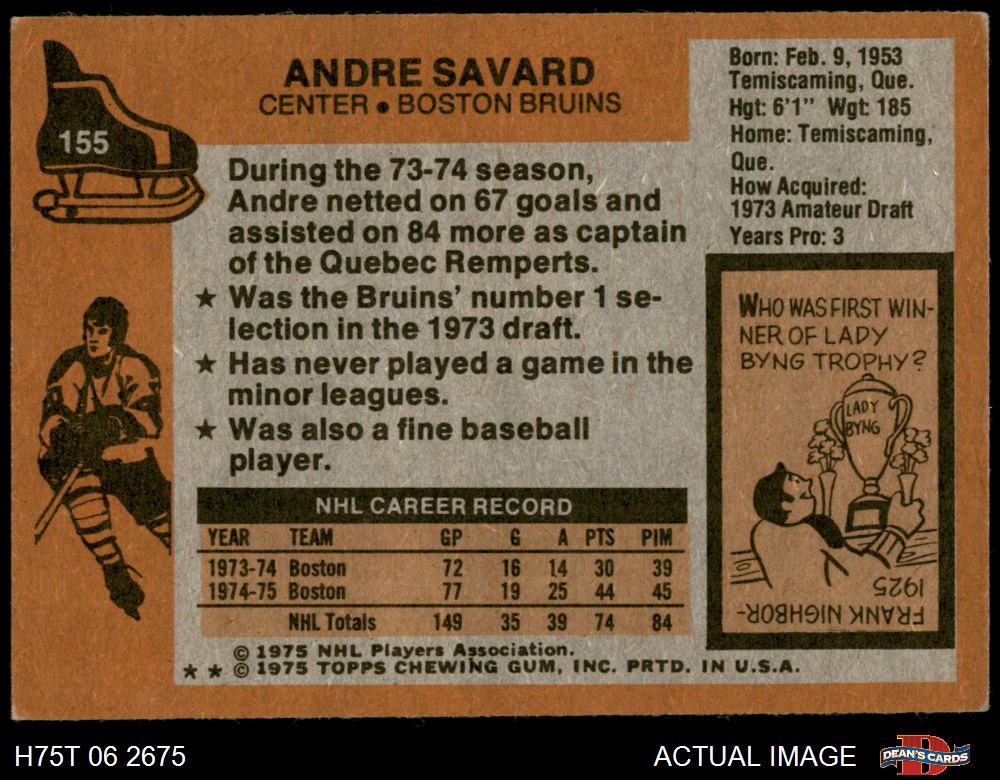 ANDRE SAVARD
CENTER • BOSTON BRUINS
155
Born: Feb. 9, 1953
Temiscaming, Que.
Hgt: 6'1" Wgt: 185
Home: Temiscaming,
Que.
How Acquired:
1973 Amateur Draft
Years Pro: 3
During the 73-74 season,
Andre netted on 67 goals and
assisted on 84 more as captain
of the Quebec Remperts.
★ Was the Bruins' number 1 se-
lection in the 1973 draft.
★ Has never played a game in the
minor leagues.
★ Was also a fine baseball
player.
WHO WAS FIRST WIN-
NER OF LADY
BYNG TROPHY?
LADY
BYNG
FRANK NIGHBOR-
1925
NHL CAREER RECORD
YEAR TEAM GP G A PTS PIM
1973-74 Boston 72 16 14 30 39
1974-75 Boston 77 19 25 44 45
NHL Totals 149 35 39 74 84
© 1975 NHL Players Association.
★ ★ © 1975 TOPPS CHEWING GUM, INC. PRTD. IN U.S.A.
H75T 06 2675
ACTUAL IMAGE
DEAN'S CARDS